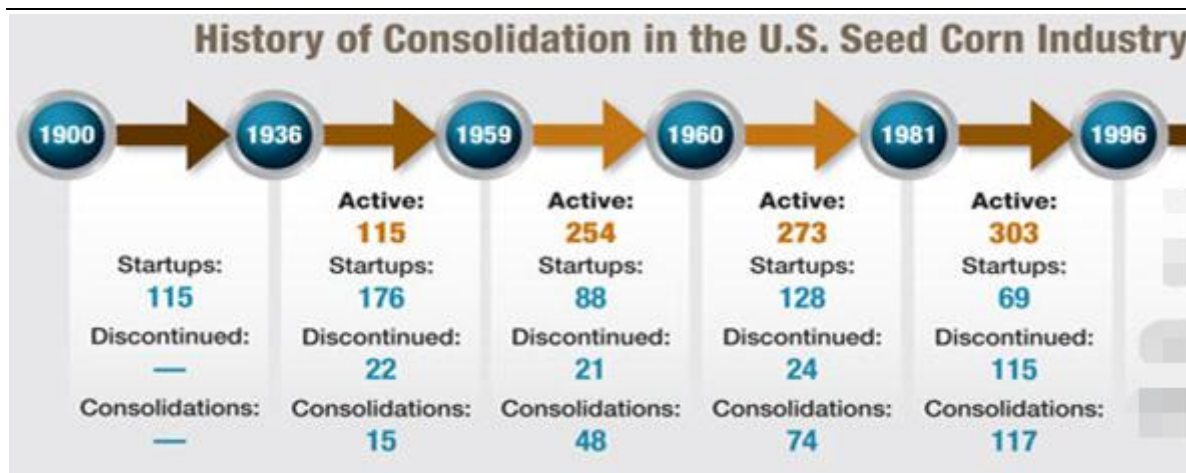 History of Consolidation in the U.S. Seed Corn Industry
1900 1936 1959 1960 1981 1996
Active: Active: Active: Active:
115 254 273 303
Startups: Startups: Startups: Startups: Startups:
115 176 88 128 69
Discontinued: Discontinued: Discontinued: Discontinued: Discontinued:
— 22 21 24 115
Consolidations: Consolidations: Consolidations: Consolidations: Consolidations:
— 15 48 74 117